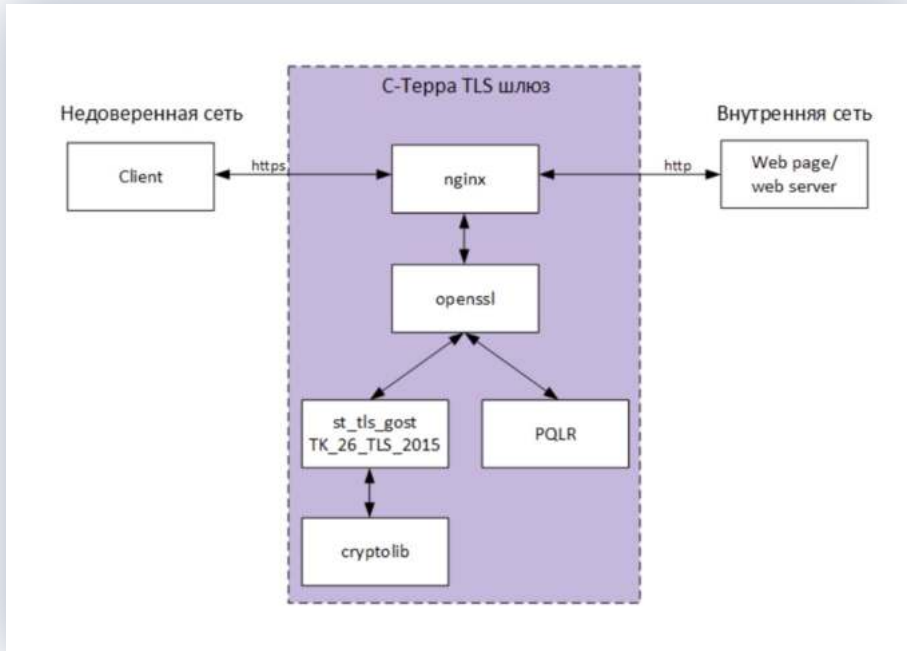 С-Терра TLS шлюз
Недоверенная сеть
Внутренняя сеть
Client
https
nginx
http
Web page/
web server
openssl
st_tls_gost
TK_26_TLS_2015
PQLR
cryptolib